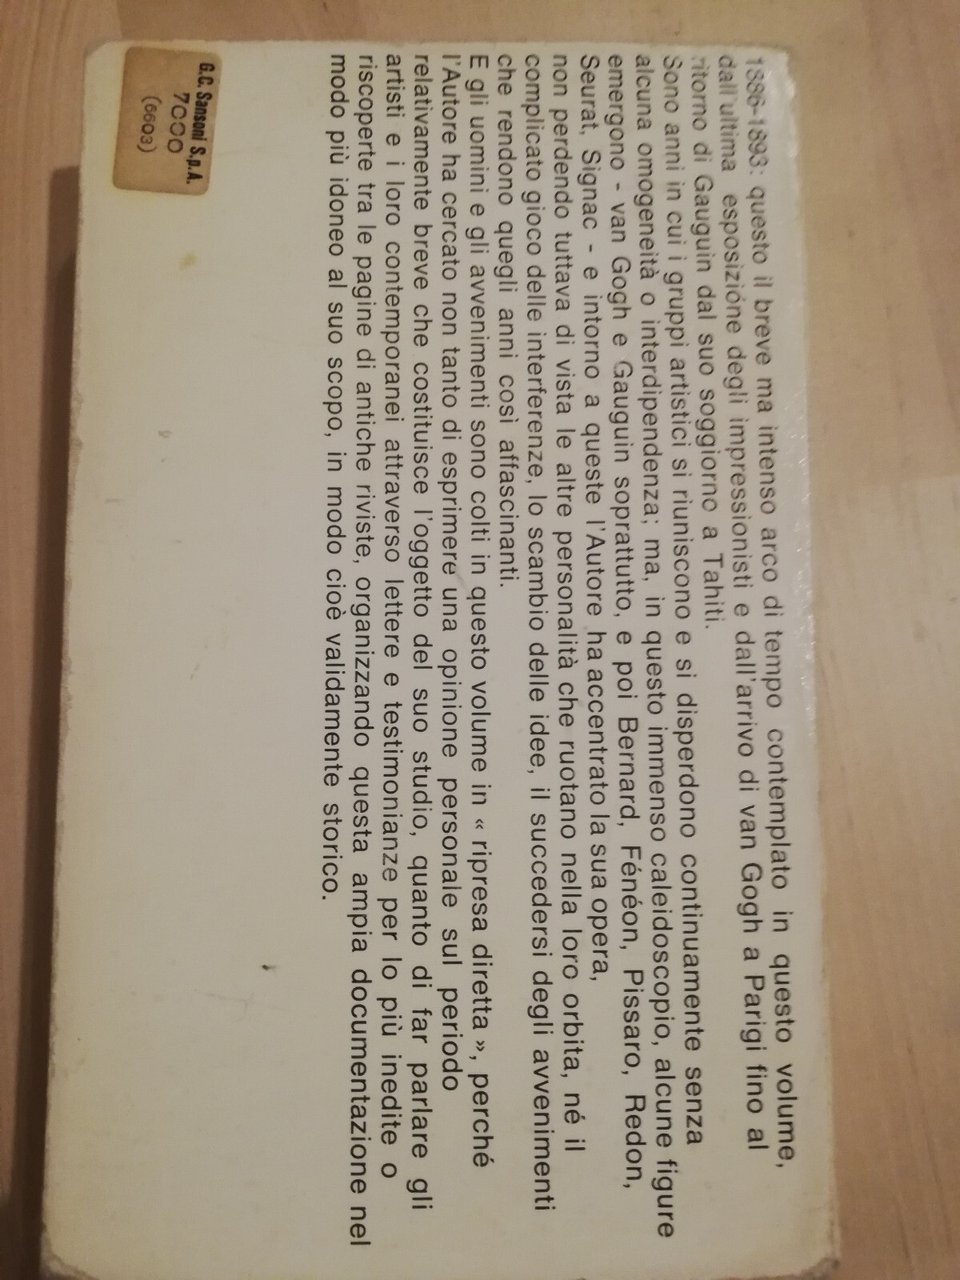 1886-1893: questo il breve ma intenso arco di tempo contemplato in questo volume,
dall'ultima esposizióne degli impressionisti e dall'arrivo di van Gogh a Parigi fino al
ritorno di Gauguin dal suo soggiorno a Tahiti.
Sono anni in cui i gruppi artistici si riuniscono e si disperdono continuamente senza
alcuna omogeneità o interdipendenza; ma, in questo immenso caleidoscopio, alcune figure
emergono - van Gogh e Gauguin soprattutto, e poi Bernard, Fénéon, Pissaro, Redon,
Seurat, Signac - e intorno a queste l'Autore ha accentrato la sua opera,
non perdendo tuttava di vista le altre personalità che ruotano nella loro orbita, né il
complicato gioco delle interferenze, lo scambio delle idee, il succedersi degli avvenimenti
che rendono quegli anni così affascinanti.
E gli uomini e gli avvenimenti sono colti in questo volume in « ripresa diretta », perché
l'Autore ha cercato non tanto di esprimere una opinione personale sul periodo
relativamente breve che costituisce l'oggetto del suo studio, quanto di far parlare gli
artisti e i loro contemporanei attraverso lettere e testimonianze per lo più inedite o
riscoperte tra le pagine di antiche riviste, organizzando questa ampia documentazione nel
modo più idoneo al suo scopo, in modo cioè validamente storico.
G.C. Sansoni S.p.A.
7000
(6603)